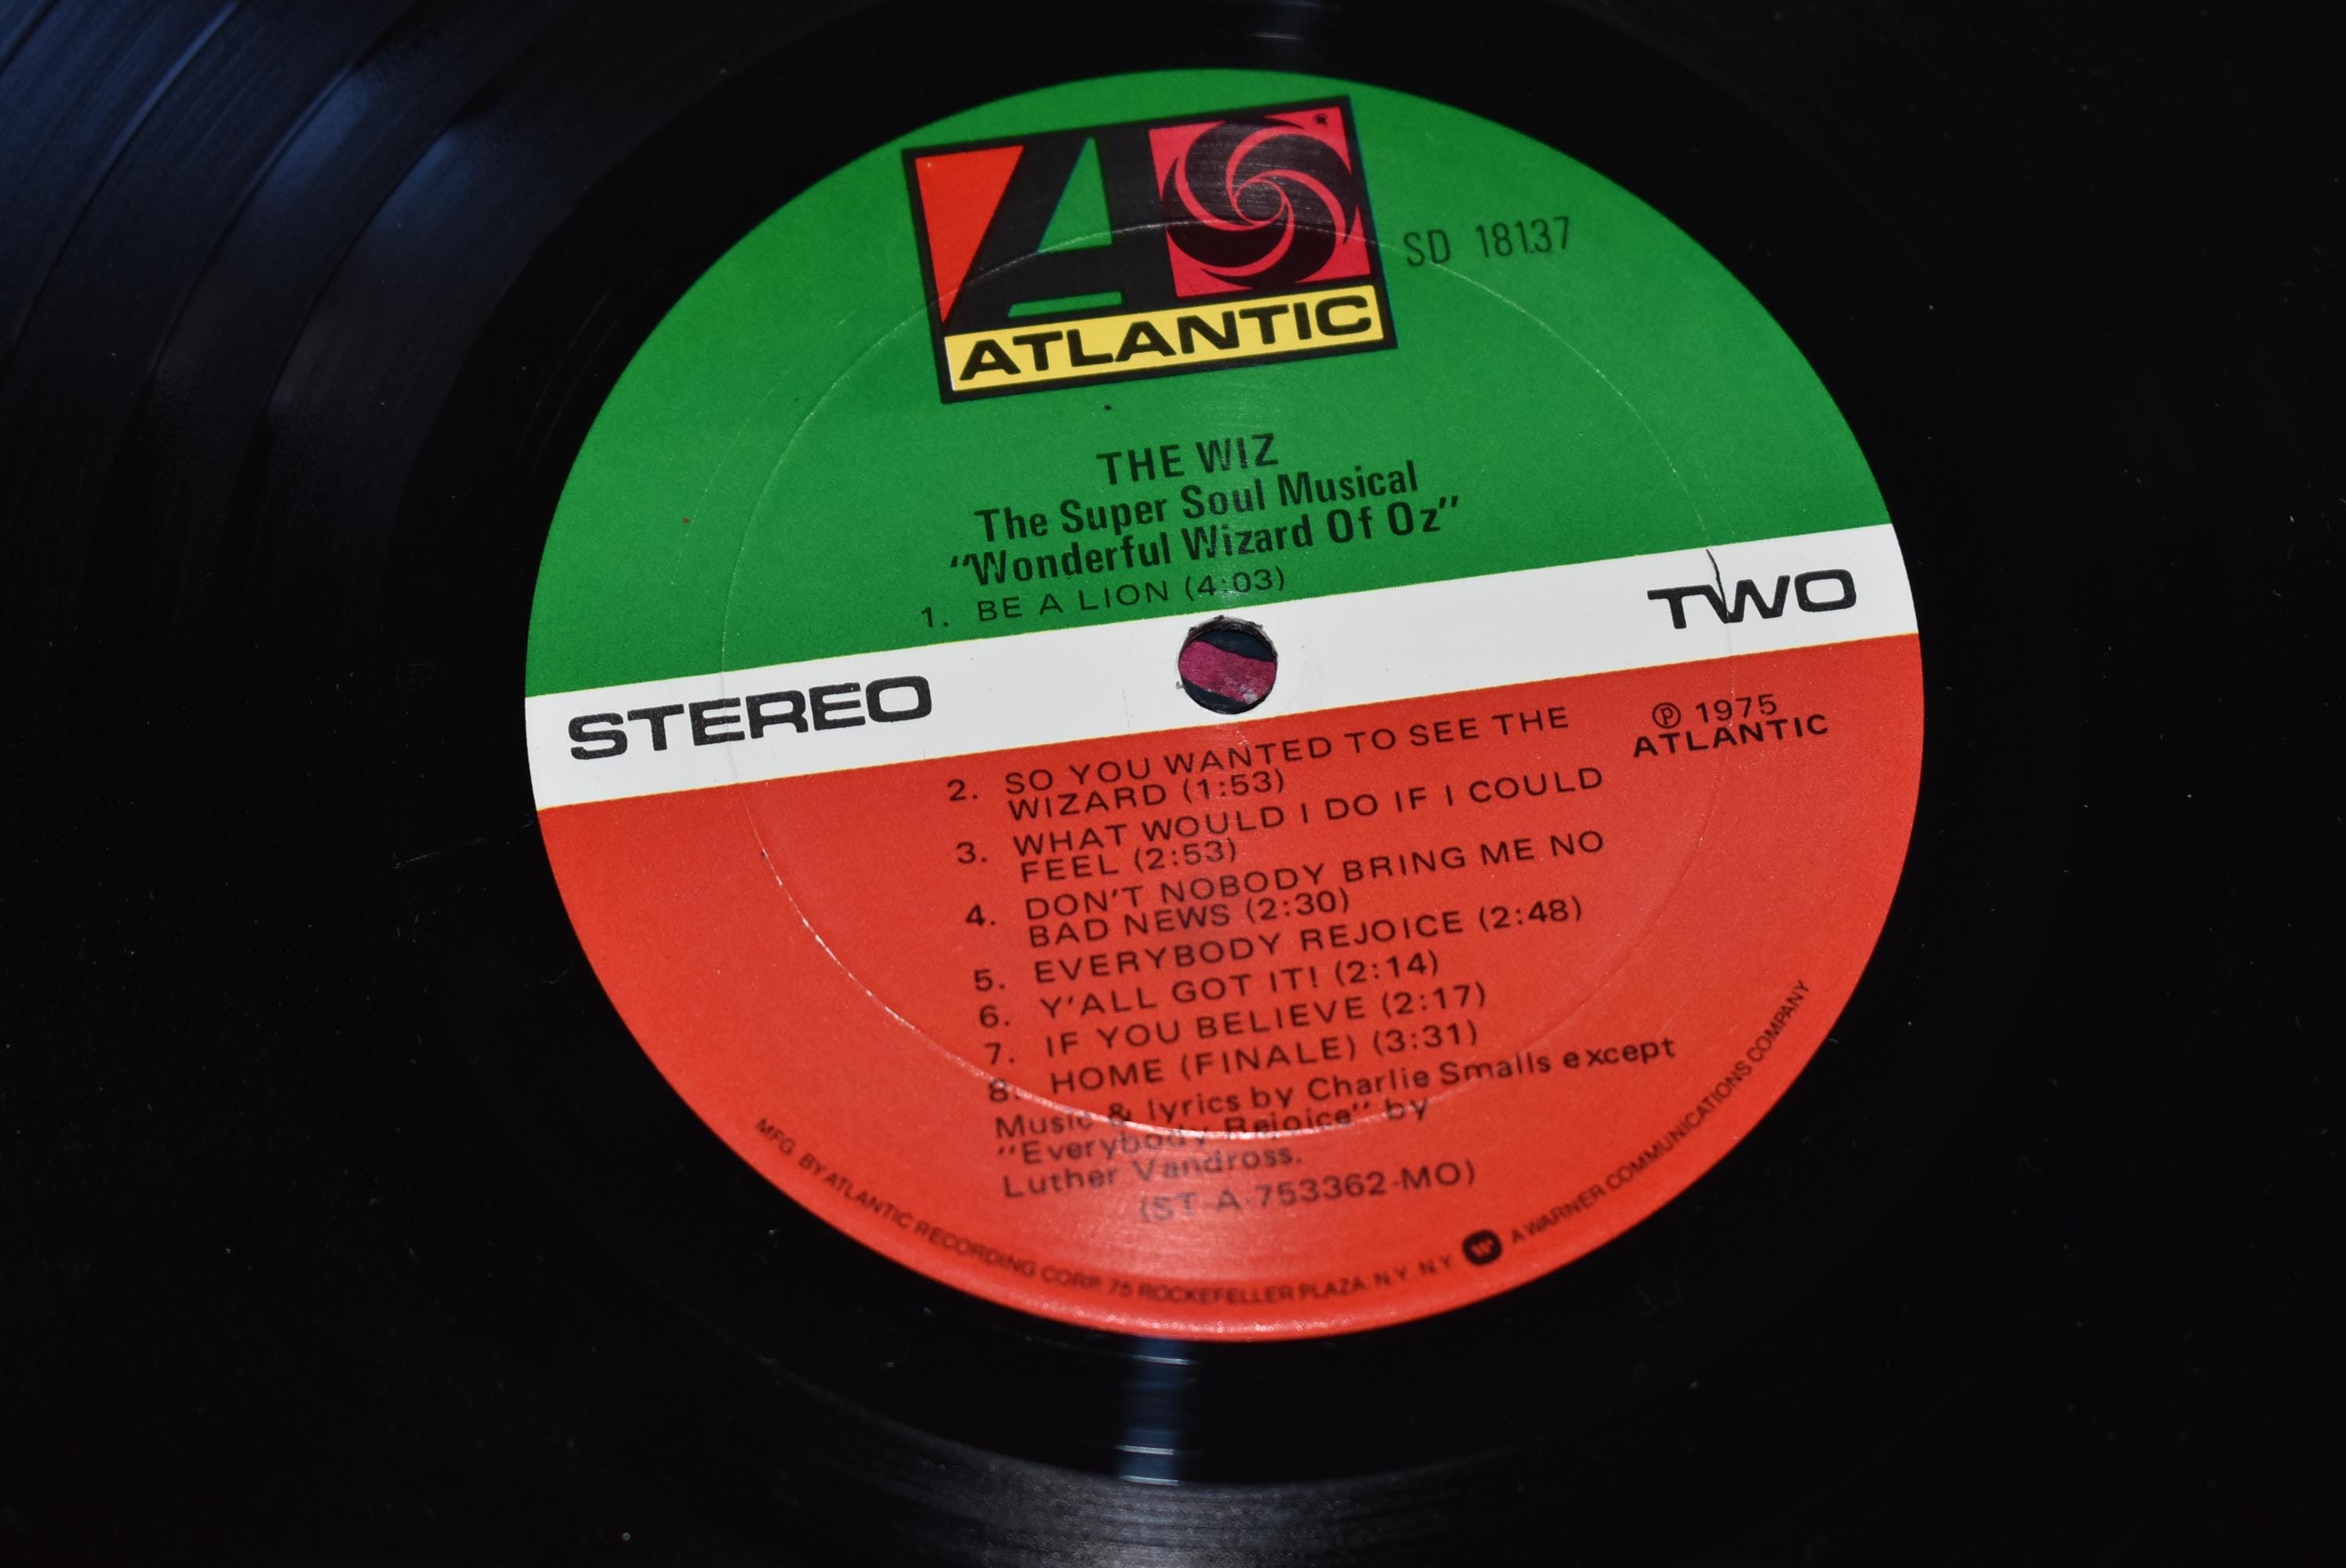 ATLANTIC
SD 18137
THE WIZ
The Super Soul Musical
"Wonderful Wizard Of Oz"
1. BE A LION (4:03)
STEREO
TWO
℗ 1975
ATLANTIC
2. SO YOU WANTED TO SEE THE
WIZARD (1:53)
3. WHAT WOULD I DO IF I COULD
FEEL (2:53)
4. DON'T NOBODY BRING ME NO
BAD NEWS (2:30)
5. EVERYBODY REJOICE (2:48)
6. Y'ALL GOT IT! (2:14)
7. IF YOU BELIEVE (2:17)
8. HOME (FINALE) (3:31)
Music & lyrics by Charlie Smalls except
"Everybody Rejoice" by
Luther Vandross.
(ST-A-753362-MO)
MFG. BY ATLANTIC RECORDING CORP. 75 ROCKEFELLER PLAZA. N.Y. N.Y. W A WARNER COMMUNICATIONS COMPANY